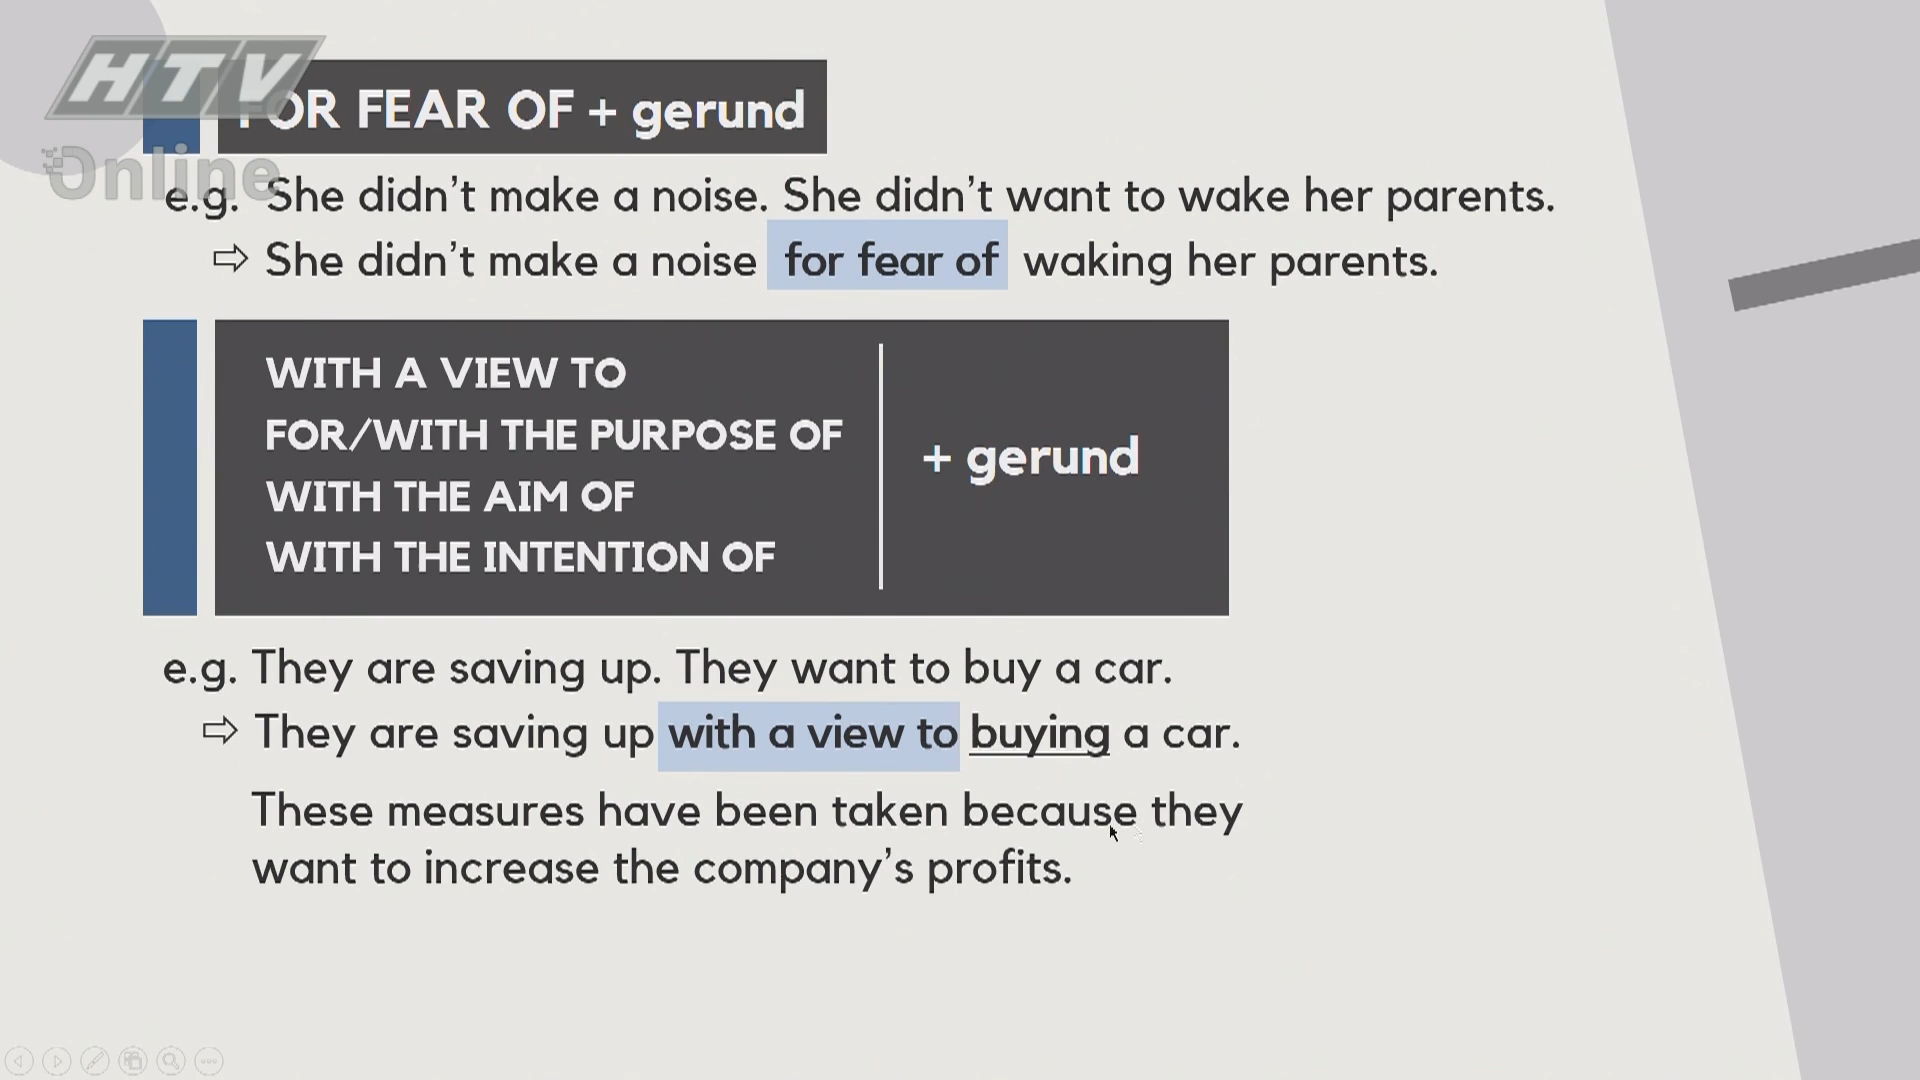 HTV
Online
FOR FEAR OF + gerund
e.g. She didn't make a noise. She didn't want to wake her parents.
⇨ She didn't make a noise for fear of waking her parents.
WITH A VIEW TO
FOR/WITH THE PURPOSE OF
WITH THE AIM OF
WITH THE INTENTION OF
+ gerund
e.g. They are saving up. They want to buy a car.
⇨ They are saving up with a view to buying a car.
These measures have been taken because they
want to increase the company's profits.